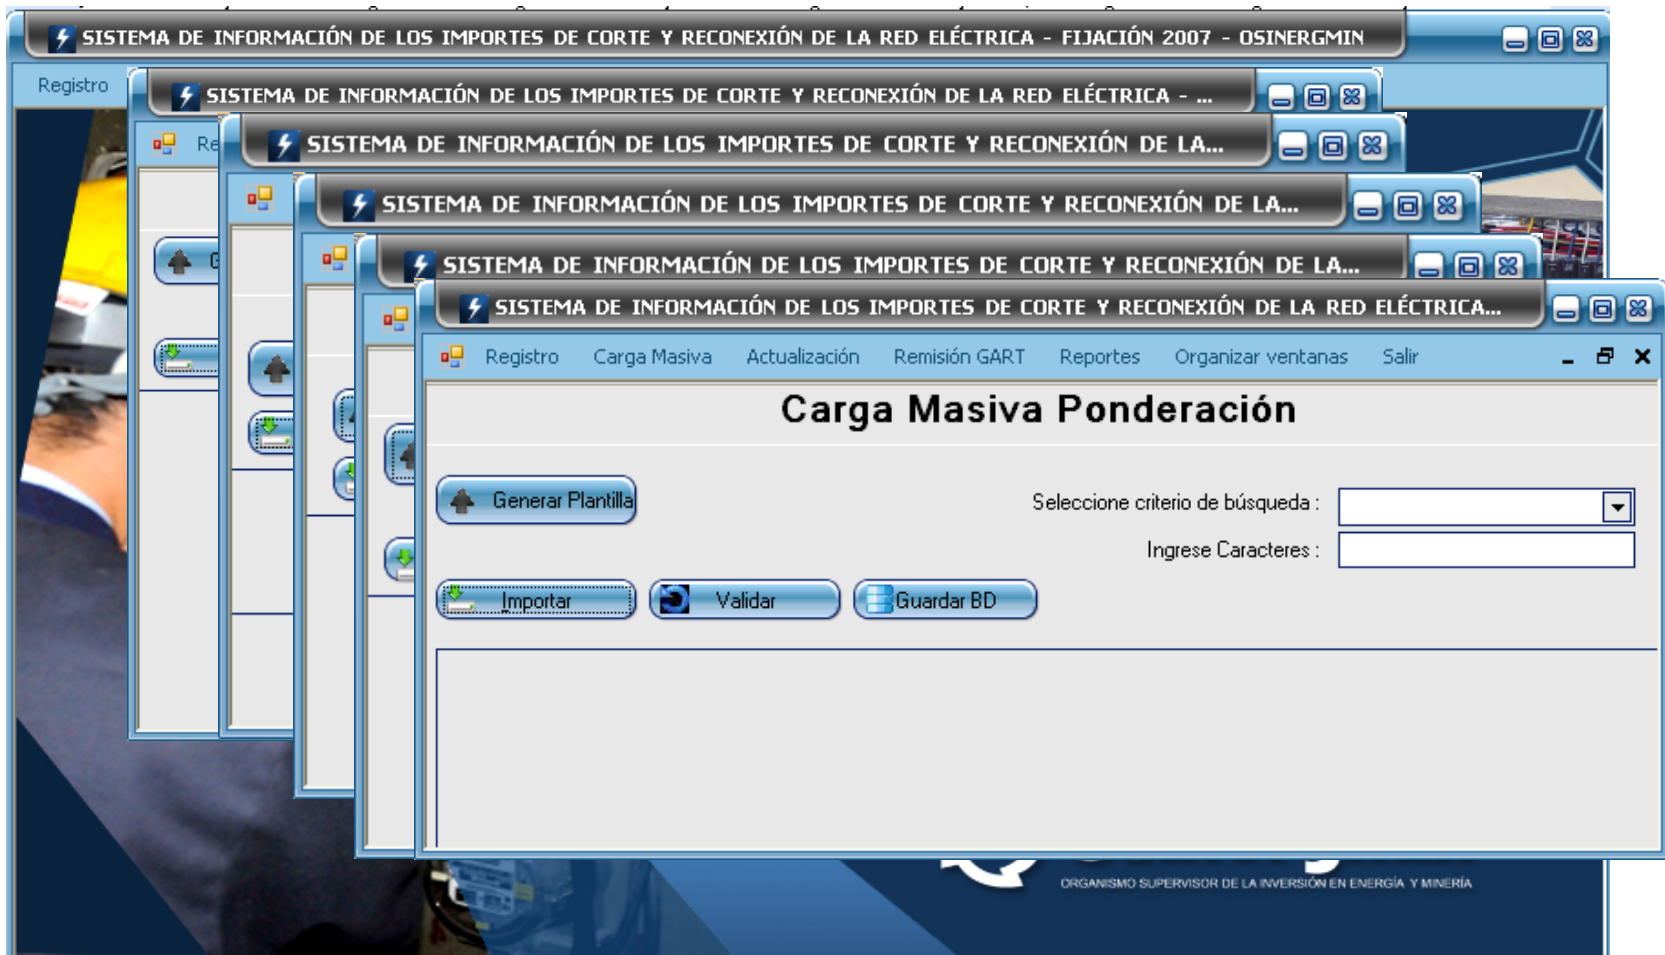 SISTEMA DE INFORMACIÓN DE LOS IMPORTES DE CORTE Y RECONEXIÓN DE LA RED ELÉCTRICA - FIJACIÓN 2007 - OSINERGMIN
Registro
SISTEMA DE INFORMACIÓN DE LOS IMPORTES DE CORTE Y RECONEXIÓN DE LA RED ELÉCTRICA - ...
Re
SISTEMA DE INFORMACIÓN DE LOS IMPORTES DE CORTE Y RECONEXIÓN DE LA...
SISTEMA DE INFORMACIÓN DE LOS IMPORTES DE CORTE Y RECONEXIÓN DE LA...
G
SISTEMA DE INFORMACIÓN DE LOS IMPORTES DE CORTE Y RECONEXIÓN DE LA...
SISTEMA DE INFORMACIÓN DE LOS IMPORTES DE CORTE Y RECONEXIÓN DE LA RED ELÉCTRICA...
Registro Carga Masiva Actualización Remisión GART Reportes Organizar ventanas Salir
Carga Masiva Ponderación
Generar Plantilla Seleccione criterio de búsqueda :
Ingrese Caracteres :
Importar Validar Guardar BD
ORGANISMO SUPERVISOR DE LA INVERSIÓN EN ENERGÍA Y MINERÍA